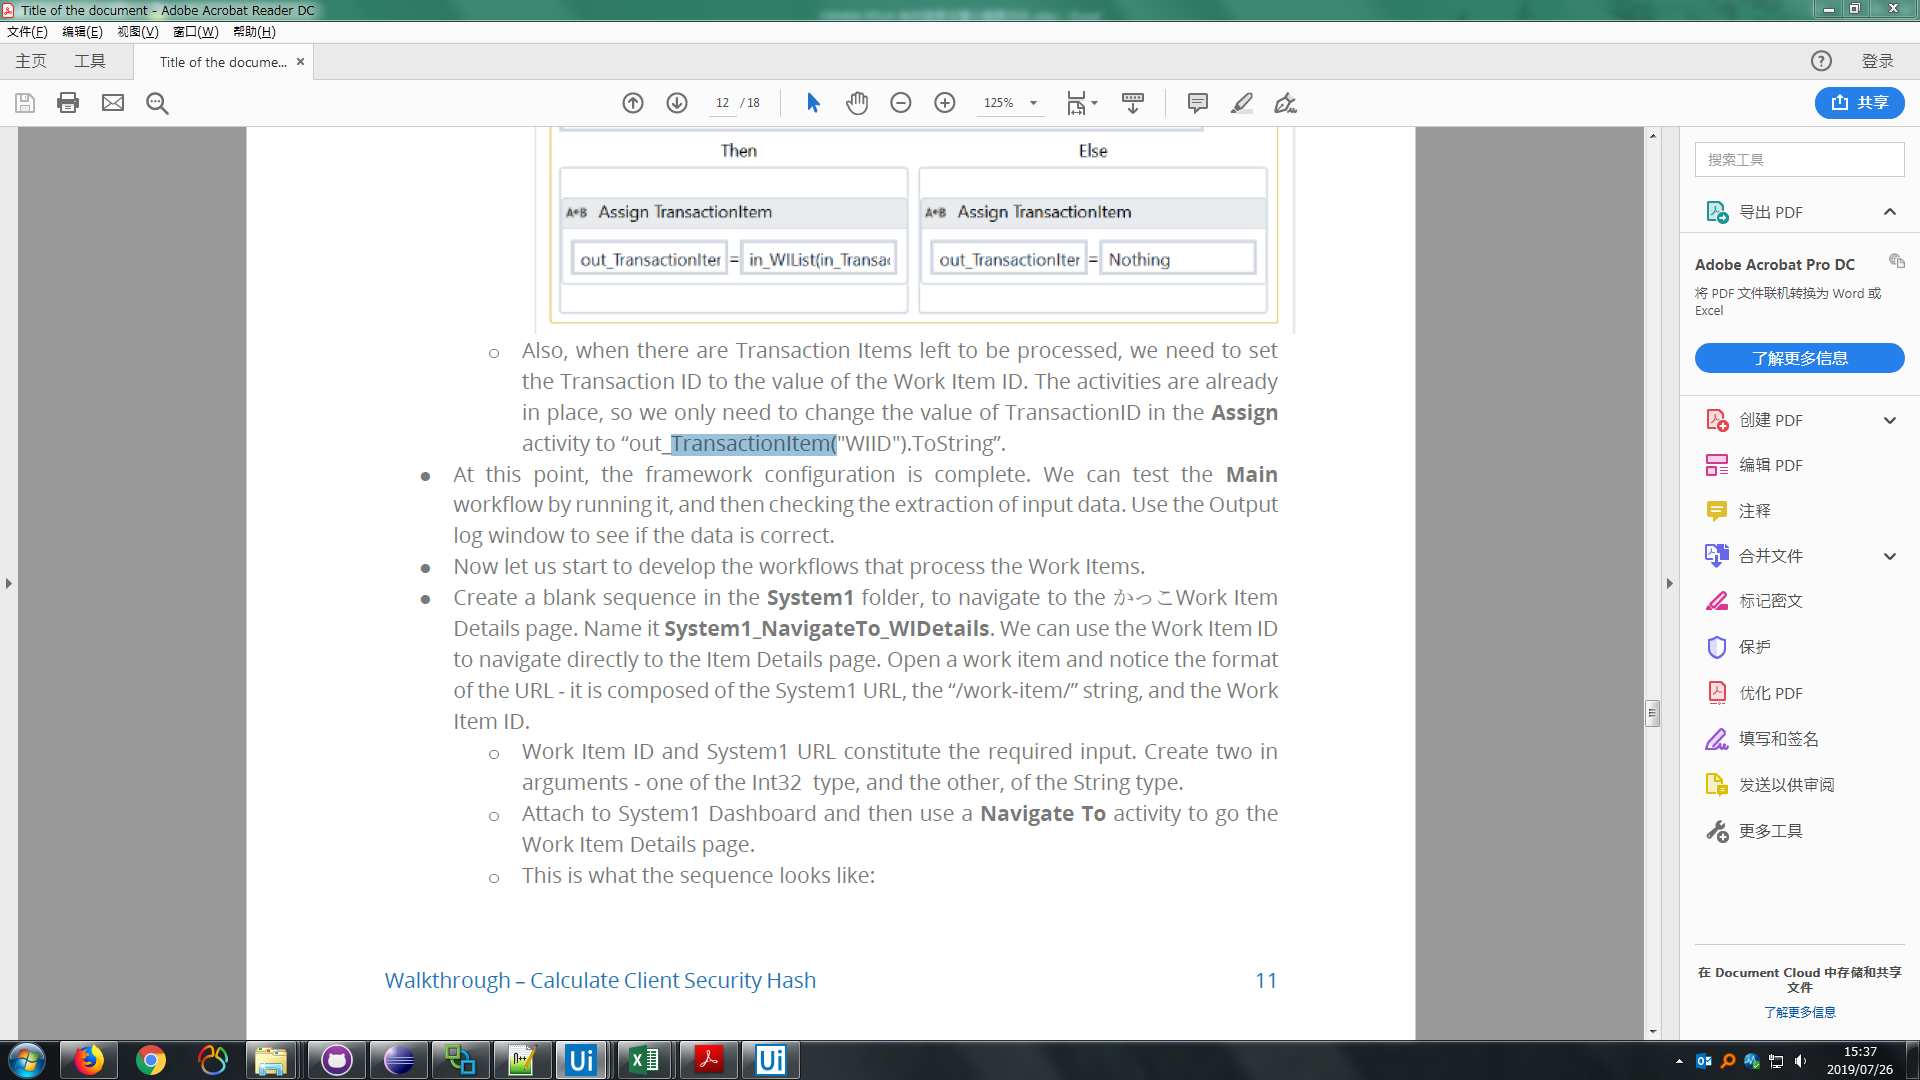 Title of the document - Adobe Acrobat Reader DC
文件(F) 编辑(E) 视图(V) 窗口(W) 帮助(H)
主页 工具 Title of the docume... × 登录
12 / 18 125% 共享
Then Else
A+B Assign TransactionItem A+B Assign TransactionItem
out_TransactionIter = in_WIList(in_Transac out_TransactionIter = Nothing
o Also, when there are Transaction Items left to be processed, we need to set
the Transaction ID to the value of the Work Item ID. The activities are already
in place, so we only need to change the value of TransactionID in the Assign
activity to “out_TransactionItem("WIID").ToString”.
● At this point, the framework configuration is complete. We can test the Main
workflow by running it, and then checking the extraction of input data. Use the Output
log window to see if the data is correct.
● Now let us start to develop the workflows that process the Work Items.
● Create a blank sequence in the System1 folder, to navigate to the かっこWork Item
Details page. Name it System1_NavigateTo_WIDetails. We can use the Work Item ID
to navigate directly to the Item Details page. Open a work item and notice the format
of the URL - it is composed of the System1 URL, the “/work-item/” string, and the Work
Item ID.
o Work Item ID and System1 URL constitute the required input. Create two in
arguments - one of the Int32 type, and the other, of the String type.
o Attach to System1 Dashboard and then use a Navigate To activity to go the
Work Item Details page.
o This is what the sequence looks like:
Walkthrough – Calculate Client Security Hash 11
搜索工具
导出 PDF
Adobe Acrobat Pro DC
将 PDF 文件联机转换为 Word 或
Excel
了解更多信息
创建 PDF
编辑 PDF
注释
合并文件
标记密文
保护
优化 PDF
填写和签名
发送以供审阅
更多工具
在 Document Cloud 中存储和共享
文件
了解更多信息
Ui Ui
15:37
2019/07/26